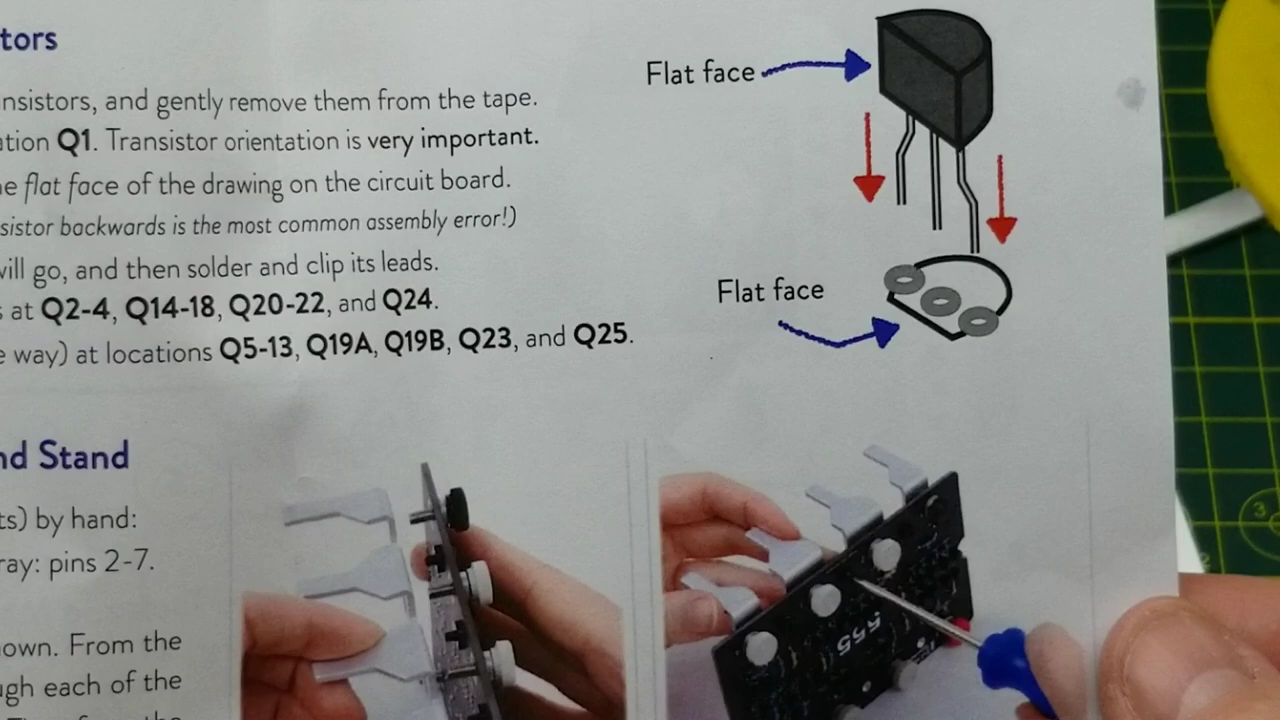 tors
nsistors, and gently remove them from the tape.
ation Q1. Transistor orientation is very important.
e flat face of the drawing on the circuit board.
sistor backwards is the most common assembly error!)
will go, and then solder and clip its leads.
s at Q2-4, Q14-18, Q20-22, and Q24.
e way) at locations Q5-13, Q19A, Q19B, Q23, and Q25.
Flat face
Flat face
nd Stand
ts) by hand:
ray: pins 2-7.
own. From the
ugh each of the
555
3